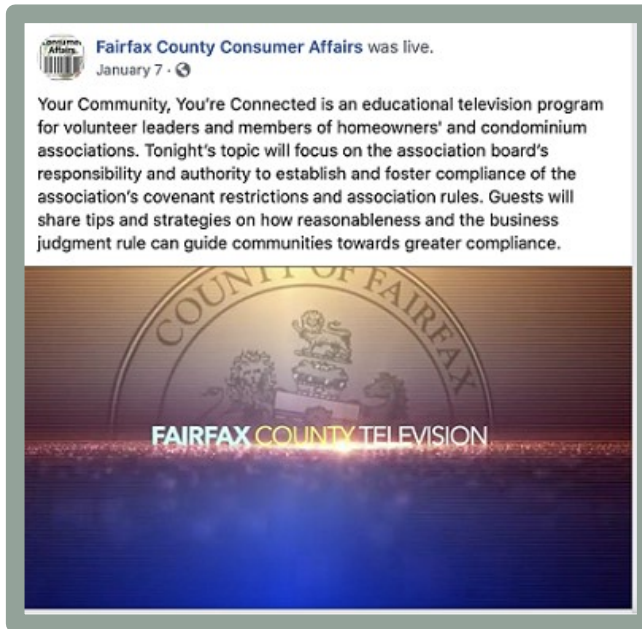 Consumer
Affairs
Fairfax County Consumer Affairs was live.
January 7 ·
Your Community, You're Connected is an educational television program
for volunteer leaders and members of homeowners' and condominium
associations. Tonight's topic will focus on the association board's
responsibility and authority to establish and foster compliance of the
association's covenant restrictions and association rules. Guests will
share tips and strategies on how reasonableness and the business
judgment rule can guide communities towards greater compliance.
COUNTY OF FAIRFAX
FAIRFAX COUNTY TELEVISION